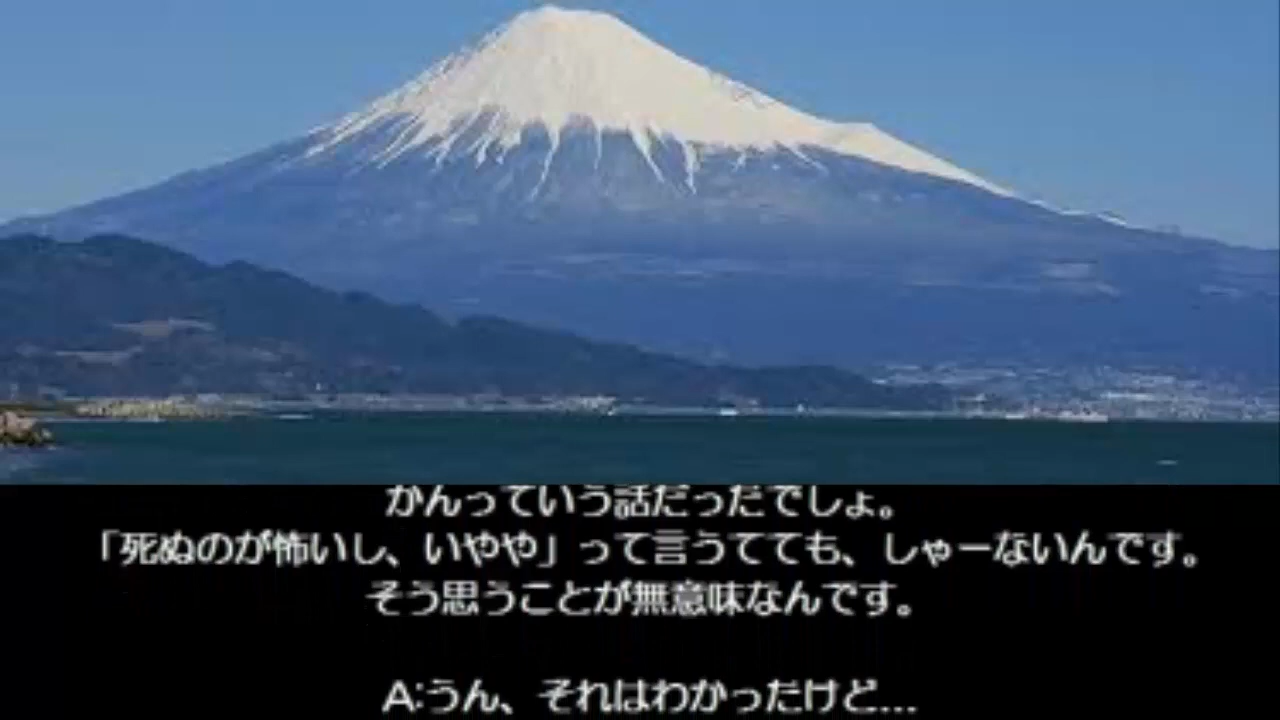 かんっていう話だったでしょ。
「死ぬのが怖いし、いやや」って言うてても、しゃーないんです。
そう思うことが無意味なんです。
A:うん、それはわかったけど...